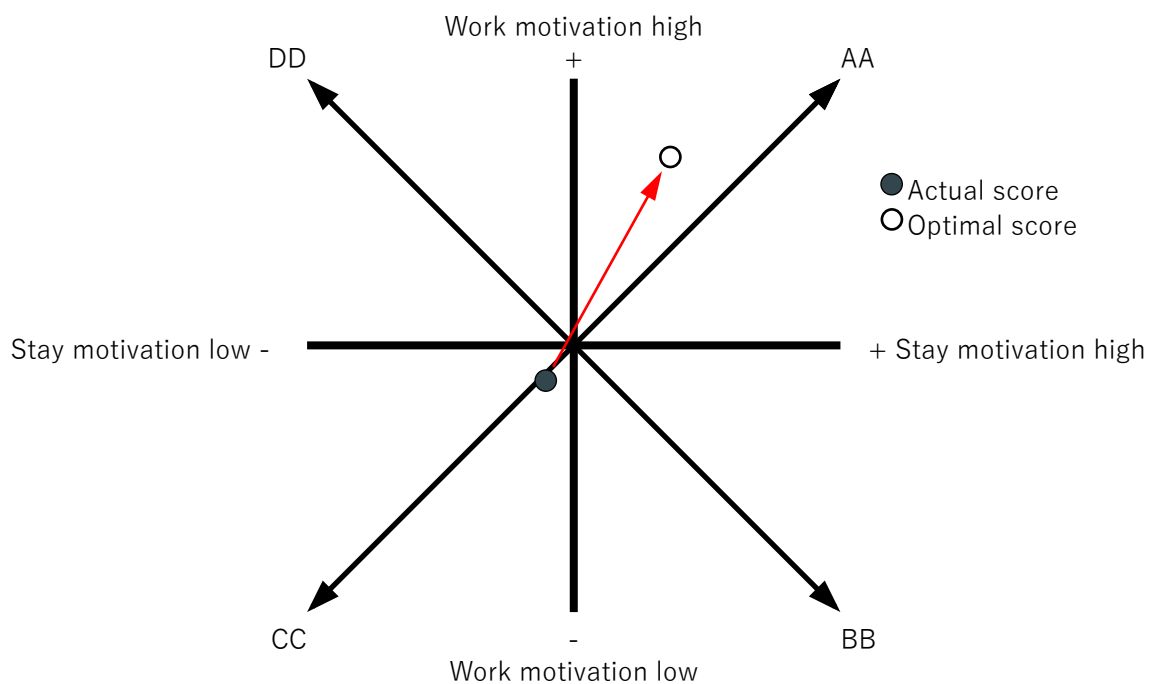 Work motivation high
DD
+
AA
Actual score
Optimal score
Stay motivation low -
+ Stay motivation high
CC
-
BB
Work motivation low